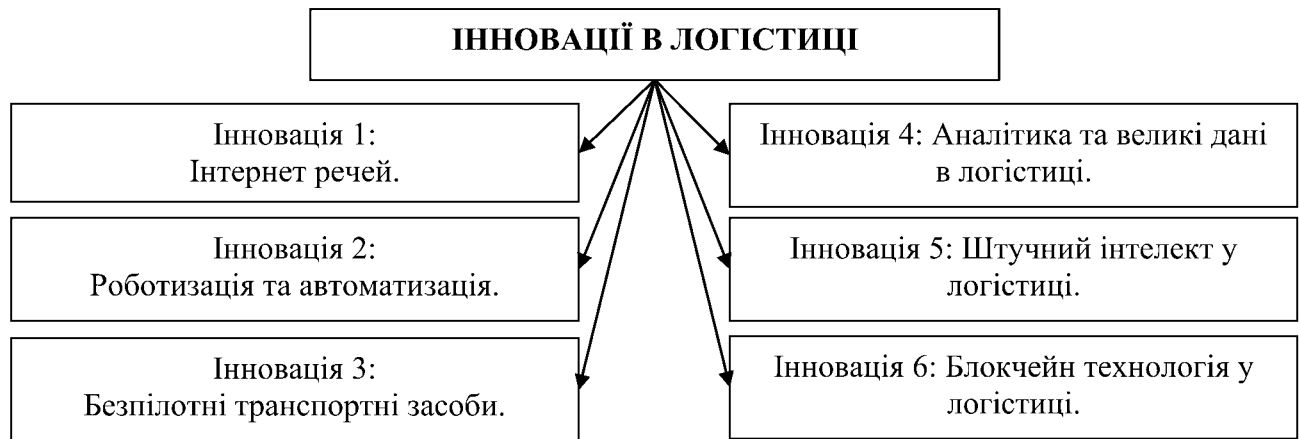 ІННОВАЦІЇ В ЛОГІСТИЦІ
Інновація 1:
Інтернет речей.
Інновація 2:
Роботизація та автоматизація.
Інновація 3:
Безпілотні транспортні засоби.
Інновація 4: Аналітика та великі дані
в логістиці.
Інновація 5: Штучний інтелект у
логістиці.
Інновація 6: Блокчейн технологія у
логістиці.